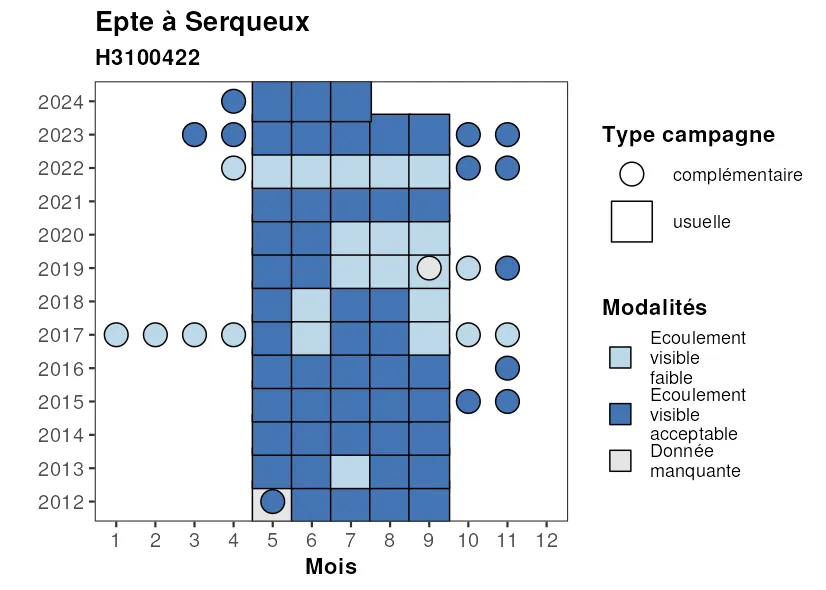 Epte à Serqueux
H3100422
2024
2023
2022
2021
2020
2019
2018
2017
2016
2015
2014
2013
2012
1 2 3 4 5 6 7 8 9 10 11 12
Mois
Type campagne
complémentaire
usuelle
Modalités
Ecoulement
visible
faible
Ecoulement
visible
acceptable
Donnée
manquante